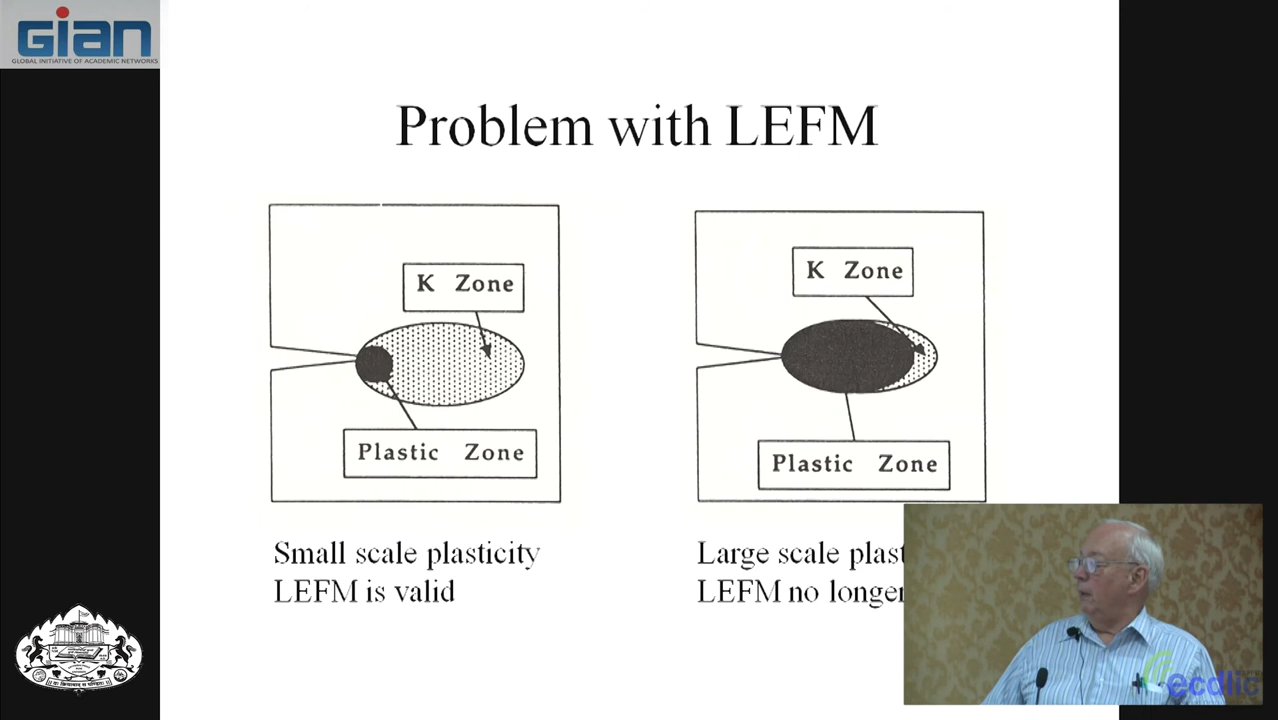 GIAN
GLOBAL INITIATIVE OF ACADEMIC NETWORKS
Problem with LEFM
K Zone
Plastic Zone
K Zone
Plastic Zone
Small scale plasticity
LEFM is valid
Large scale
LEFM no longer
ecdlic